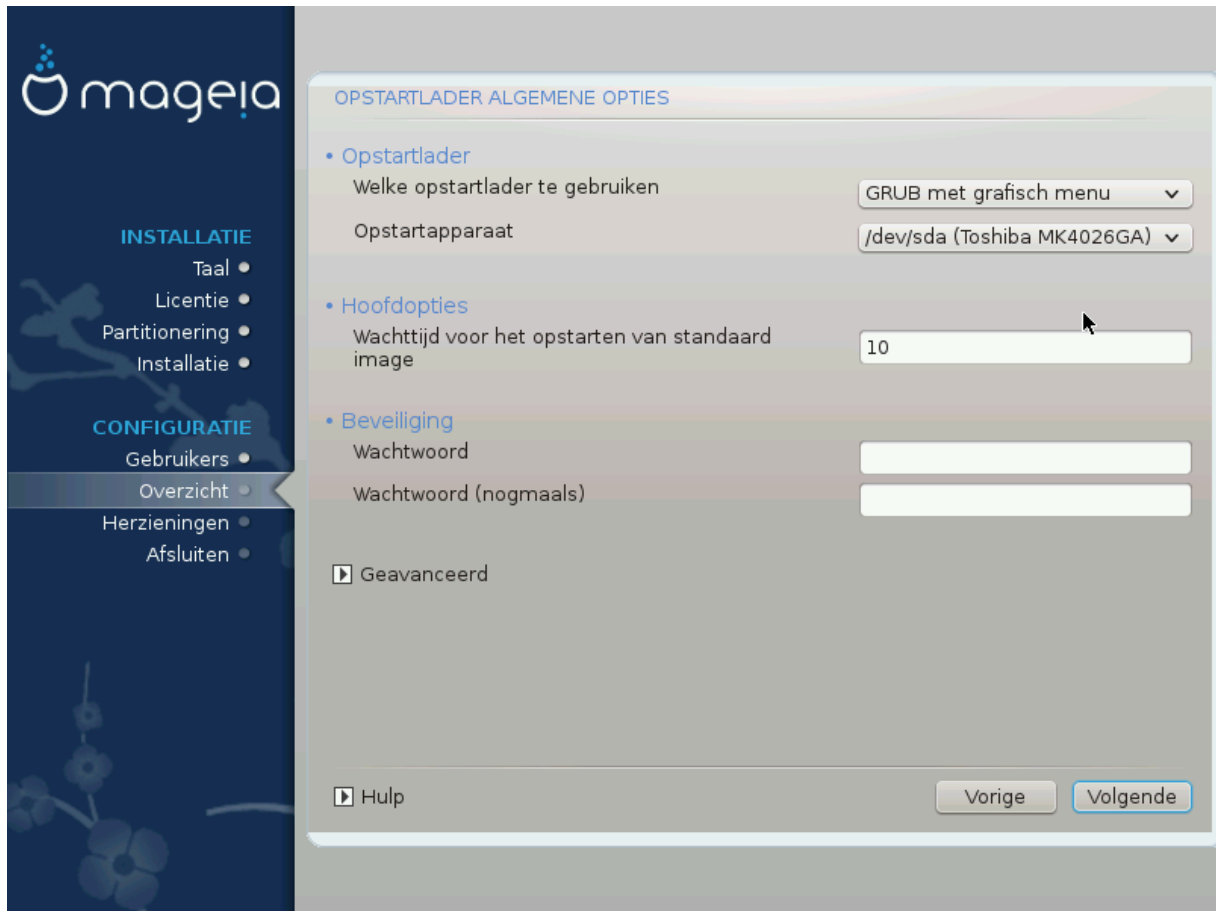 mageia
INSTALLATIE
Taal
Licentie
Partitionering
Installatie
CONFIGURATIE
Gebruikers
Overzicht
Herzieningen
Afsluiten
OPSTARTLADER ALGEMENE OPTIES
• Opstartlader
Welke opstartlader te gebruiken
GRUB met grafisch menu
Opstartapparaat
/dev/sda (Toshiba MK4026GA)
• Hoofdopties
Wachttijd voor het opstarten van standaard
image
10
• Beveiliging
Wachtwoord
Wachtwoord (nogmaals)
Geavanceerd
Hulp
Vorige
Volgende